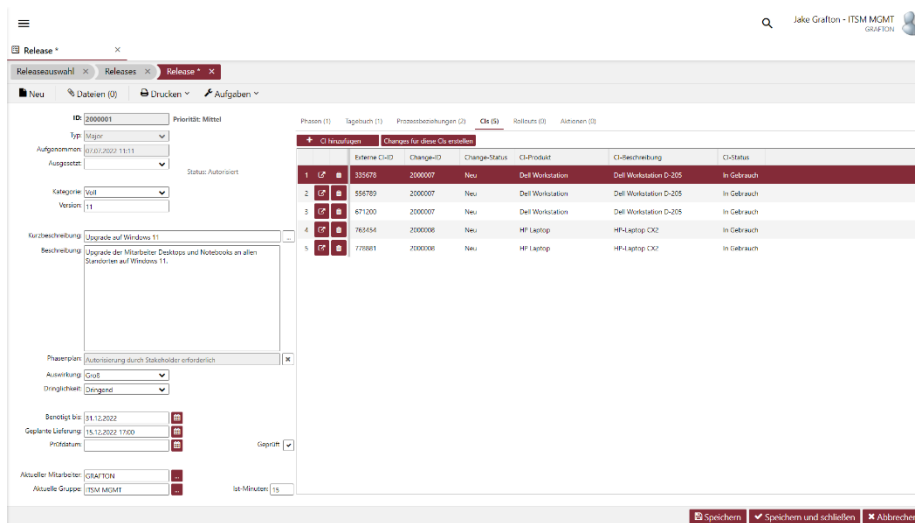 Jake Grafton - ITSM MGMT
GRAFTON
Release *
Releaseauswahl Releases Release *
Neu Dateien (0) Drucken Aufgaben
ID: 2000001 Priorität: Mittel
Typ: Major
Aufgenommen: 07.07.2022 11:11
Ausgesetzt:
Status: Autorisiert
Kategorie: Voll
Version: 11
Kurzbeschreibung: Upgrade auf Windows 11 ...
Beschreibung: Upgrade der Mitarbeiter Desktops und Notebooks an allen
Standorten auf Windows 11.
Phasenplan: Autorisierung durch Stakeholder erforderlich
Auswirkung: Groß
Dringlichkeit: Dringend
Benötigt bis: 31.12.2022
Geplante Lieferung: 15.12.2022 17:00
Prüfdatum: Geprüft:
Aktueller Mitarbeiter: GRAFTON ...
Aktuelle Gruppe: ITSM MGMT ... Ist-Minuten: 15
Phasen (1) Tagebuch (1) Prozessbeziehungen (2) CIs (5) Rollouts (0) Aktionen (0)
+ CI hinzufügen Changes für diese CIs erstellen
Externe CI-ID Change-ID Change-Status CI-Produkt CI-Beschreibung CI-Status
1 335678 2000007 Neu Dell Workstation Dell Workstation D-205 In Gebrauch
2 556789 2000007 Neu Dell Workstation Dell Workstation D-205 In Gebrauch
3 671200 2000007 Neu Dell Workstation Dell Workstation D-205 In Gebrauch
4 763454 2000008 Neu HP Laptop HP-Laptop CX2 In Gebrauch
5 778881 2000008 Neu HP Laptop HP-Laptop CX2 In Gebrauch
Speichern Speichern und schließen Abbrechen